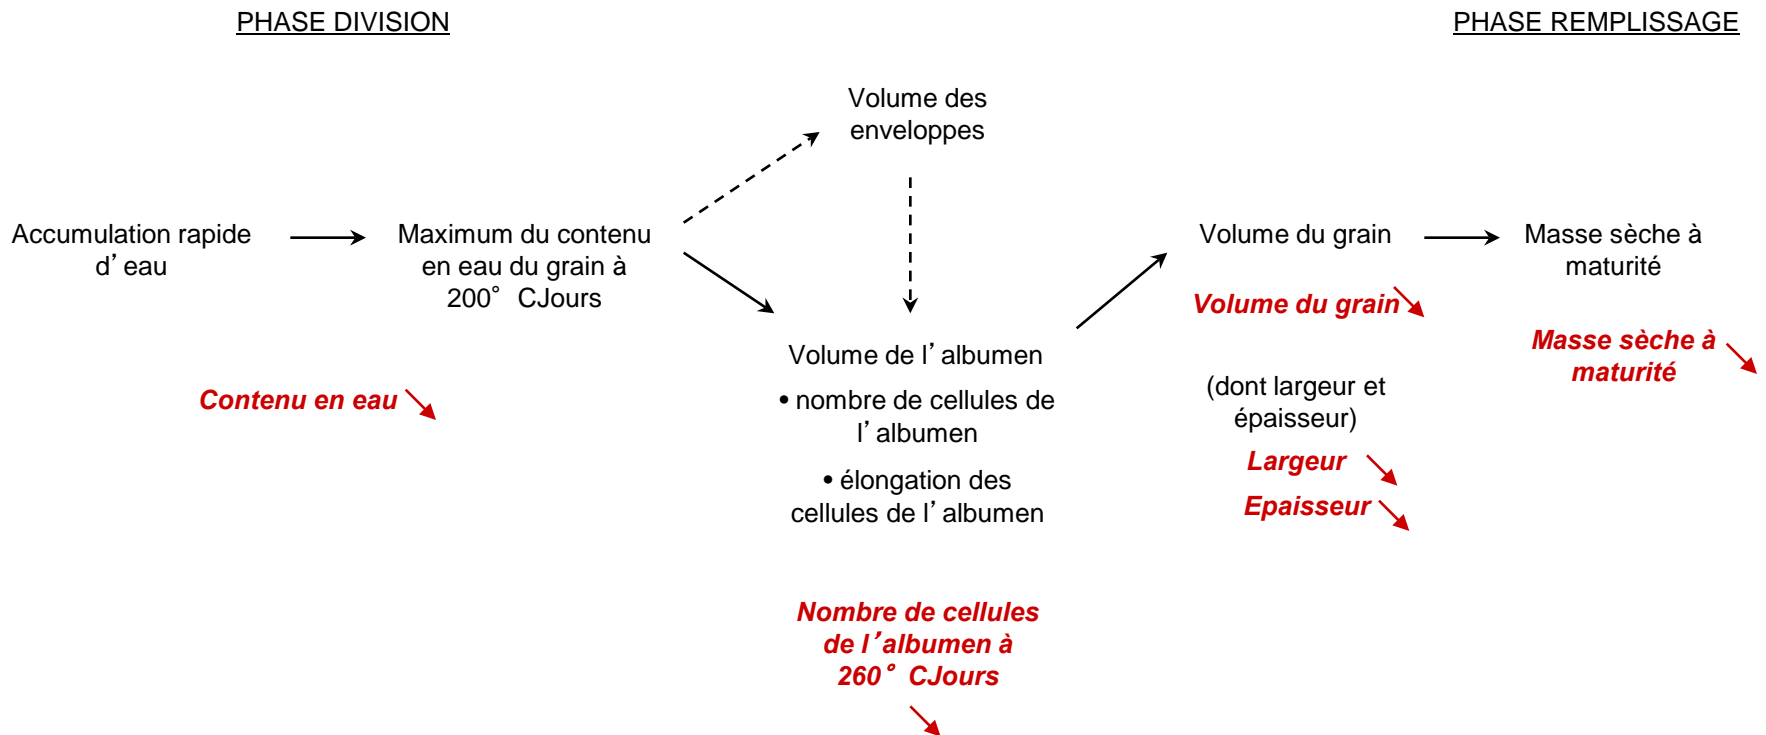 PHASE DIVISION
PHASE REMPLISSAGE
Volume des
enveloppes
Accumulation rapide
d’eau
Maximum du contenu
en eau du grain à
200° CJours
Volume du grain
Masse sèche à
maturité
Volume du grain
Masse sèche à
maturité
Volume de l’albumen
• nombre de cellules de
l’albumen
• élongation des
cellules de l’albumen
Contenu en eau
(dont largeur et
épaisseur)
Largeur
Epaisseur
Nombre de cellules
de l’albumen à
260° CJours